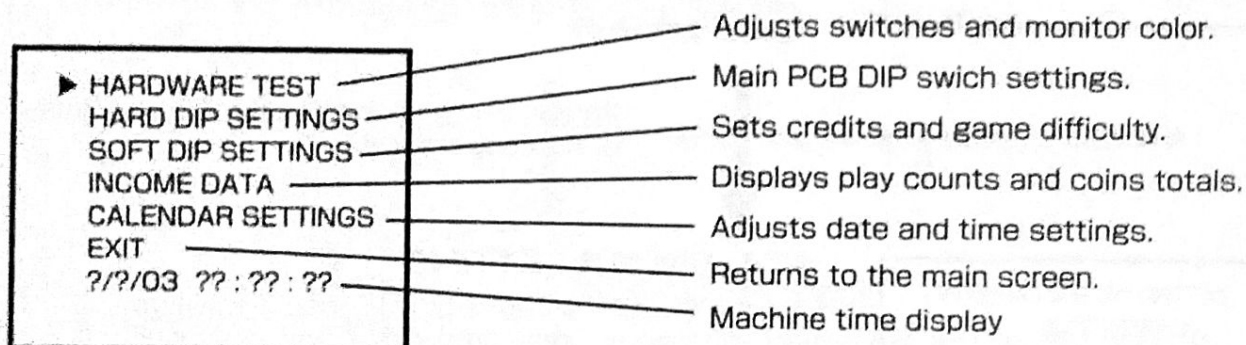 ▶ HARDWARE TEST
HARD DIP SETTINGS
SOFT DIP SETTINGS
INCOME DATA
CALENDAR SETTINGS
EXIT
?/?/03 ?? : ?? : ??
Adjusts switches and monitor color.
Main PCB DIP swich settings.
Sets credits and game difficulty.
Displays play counts and coins totals.
Adjusts date and time settings.
Returns to the main screen.
Machine time display